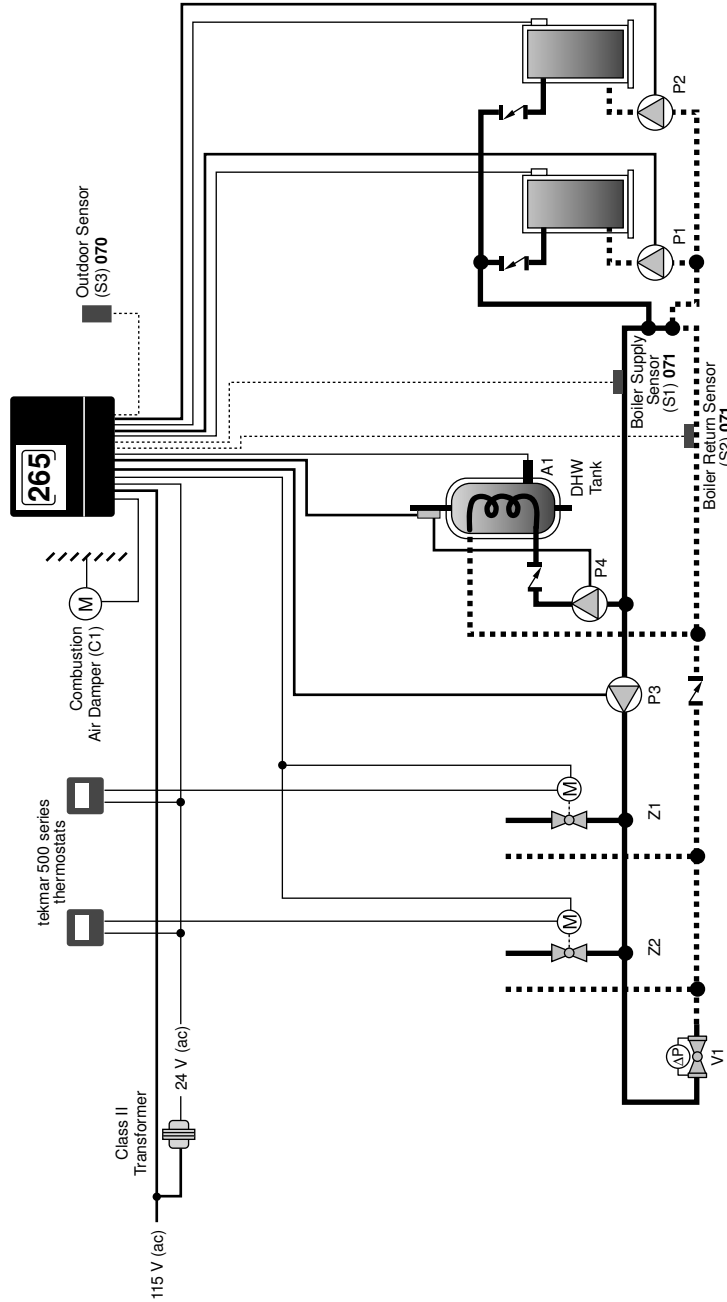 115 V (ac)
Class II
Transformer
24 V (ac)
tekmar 500 series
thermostats
Combustion
Air Damper (C1)
M
265
Outdoor Sensor
(S3) 070
M
M
Z2
Z1
ΔP
V1
P3
P4
A1
DHW
Tank
Boiler Supply
Sensor
(S1) 071
Boiler Return Sensor
(S2) 071
P1
P2